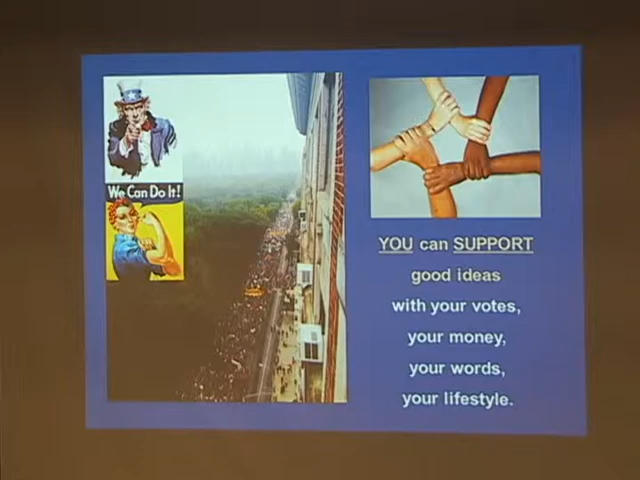 We Can Do It!
YOU can SUPPORT
good ideas
with your votes,
your money,
your words,
your lifestyle.